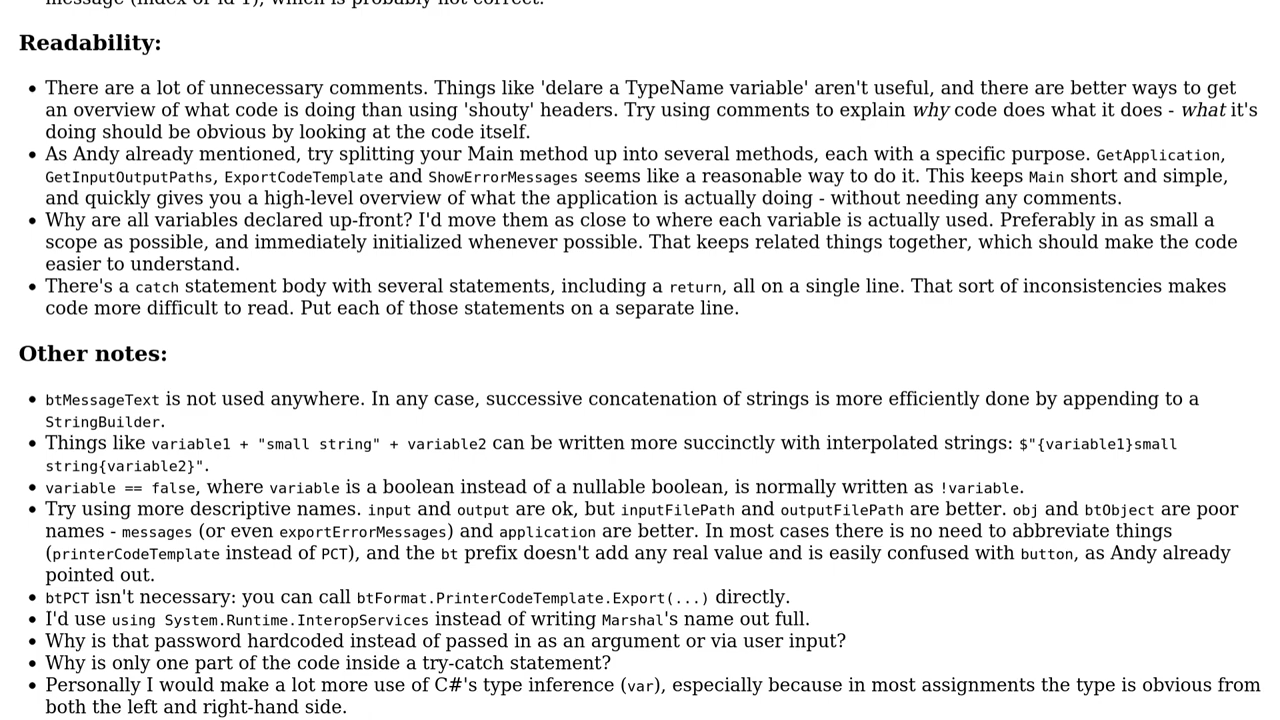 message (index or id 1), which is probably not correct.
Readability:
• There are a lot of unnecessary comments. Things like 'delare a TypeName variable' aren't useful, and there are better ways to get
an overview of what code is doing than using 'shouty' headers. Try using comments to explain why code does what it does - what it's
doing should be obvious by looking at the code itself.
• As Andy already mentioned, try splitting your Main method up into several methods, each with a specific purpose. GetApplication,
GetInputOutputPaths, ExportCodeTemplate and ShowErrorMessages seems like a reasonable way to do it. This keeps Main short and simple,
and quickly gives you a high-level overview of what the application is actually doing - without needing any comments.
• Why are all variables declared up-front? I'd move them as close to where each variable is actually used. Preferably in as small a
scope as possible, and immediately initialized whenever possible. That keeps related things together, which should make the code
easier to understand.
• There's a catch statement body with several statements, including a return, all on a single line. That sort of inconsistencies makes
code more difficult to read. Put each of those statements on a separate line.
Other notes:
• btMessageText is not used anywhere. In any case, successive concatenation of strings is more efficiently done by appending to a
StringBuilder.
• Things like variable1 + "small string" + variable2 can be written more succinctly with interpolated strings: $"{variable1}small
string{variable2}".
• variable == false, where variable is a boolean instead of a nullable boolean, is normally written as !variable.
• Try using more descriptive names. input and output are ok, but inputFilePath and outputFilePath are better. obj and btObject are poor
names - messages (or even exportErrorMessages) and application are better. In most cases there is no need to abbreviate things
(printerCodeTemplate instead of PCT), and the bt prefix doesn't add any real value and is easily confused with button, as Andy already
pointed out.
• btPCT isn't necessary: you can call btFormat.PrinterCodeTemplate.Export(...) directly.
• I'd use using System.Runtime.InteropServices instead of writing Marshal's name out full.
• Why is that password hardcoded instead of passed in as an argument or via user input?
• Why is only one part of the code inside a try-catch statement?
• Personally I would make a lot more use of C#'s type inference (var), especially because in most assignments the type is obvious from
both the left and right-hand side.